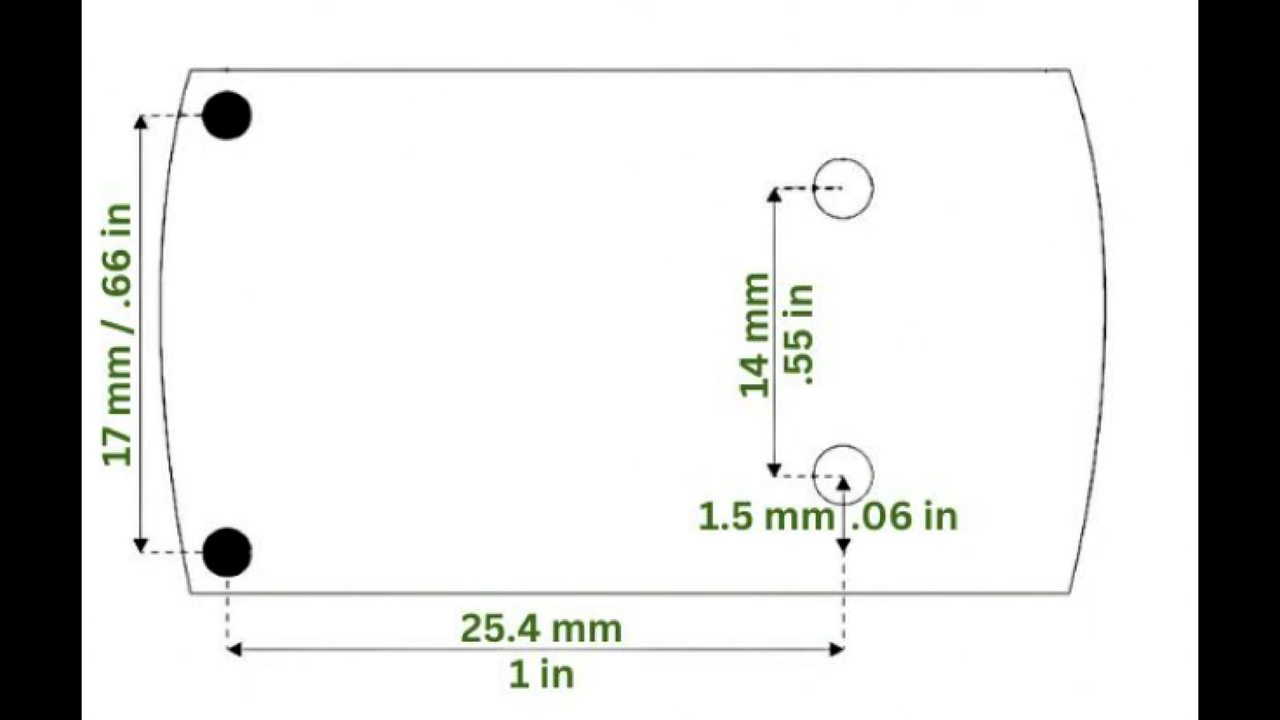 17 mm / .66 in
14 mm
.55 in
1.5 mm .06 in
25.4 mm
1 in